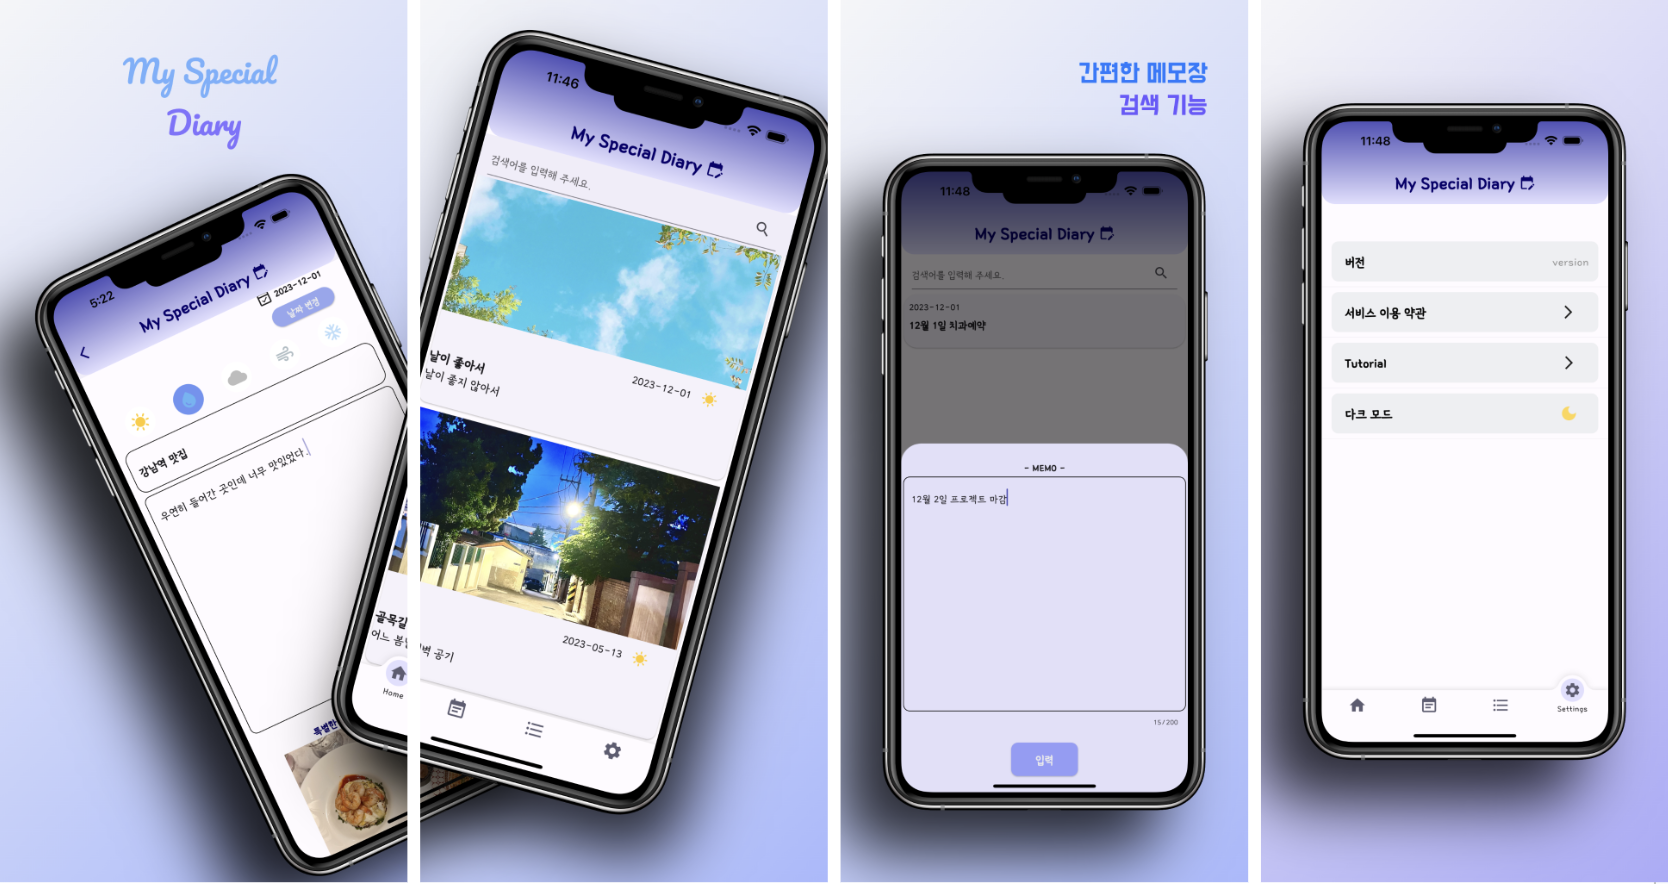 My Special
Diary
5:22
My Special Diary
2023-12-01
날짜 변경
강남역 맛집
우연히 들어간 곳인데 너무 맛있었다.
특별한
11:46
My Special Diary
검색어를 입력해 주세요.
날이 좋아서
날이 좋지 않아서
2023-12-01
골목길
어느 봄
벽 공기
2023-05-13
Home
간편한 메모장
검색 기능
11:48
My Special Diary
검색어를 입력해 주세요.
2023-12-01
12월 1일 치과예약
- MEMO -
12월 2일 프로젝트 마감
15/200
입력
11:48
My Special Diary
버전
version
서비스 이용 약관
Tutorial
다크 모드
Settings